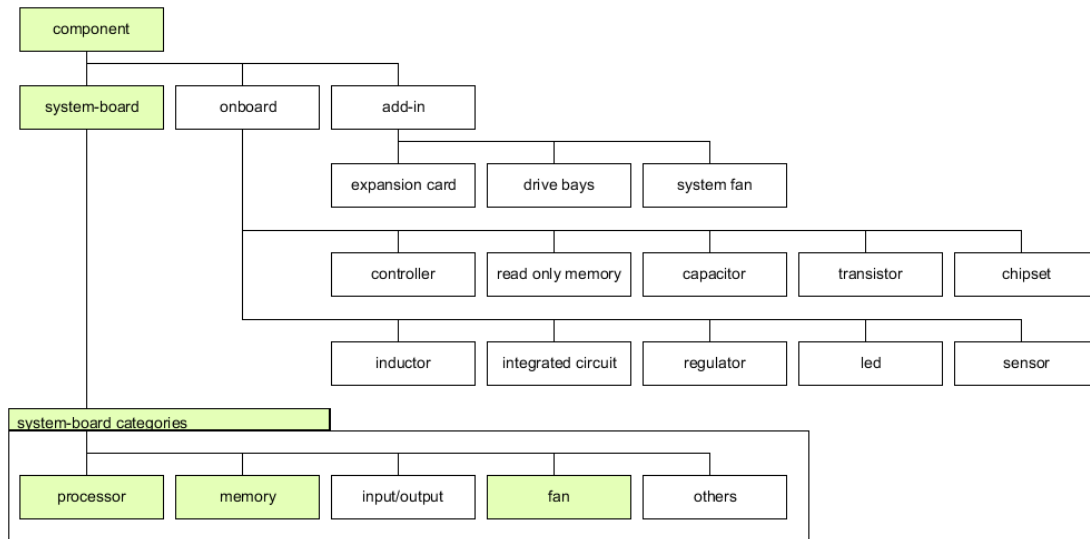 component
system-board
onboard
add-in
expansion card
drive bays
system fan
controller
read only memory
capacitor
transistor
chipset
inductor
integrated circuit
regulator
led
sensor
system-board categories
processor
memory
input/output
fan
others